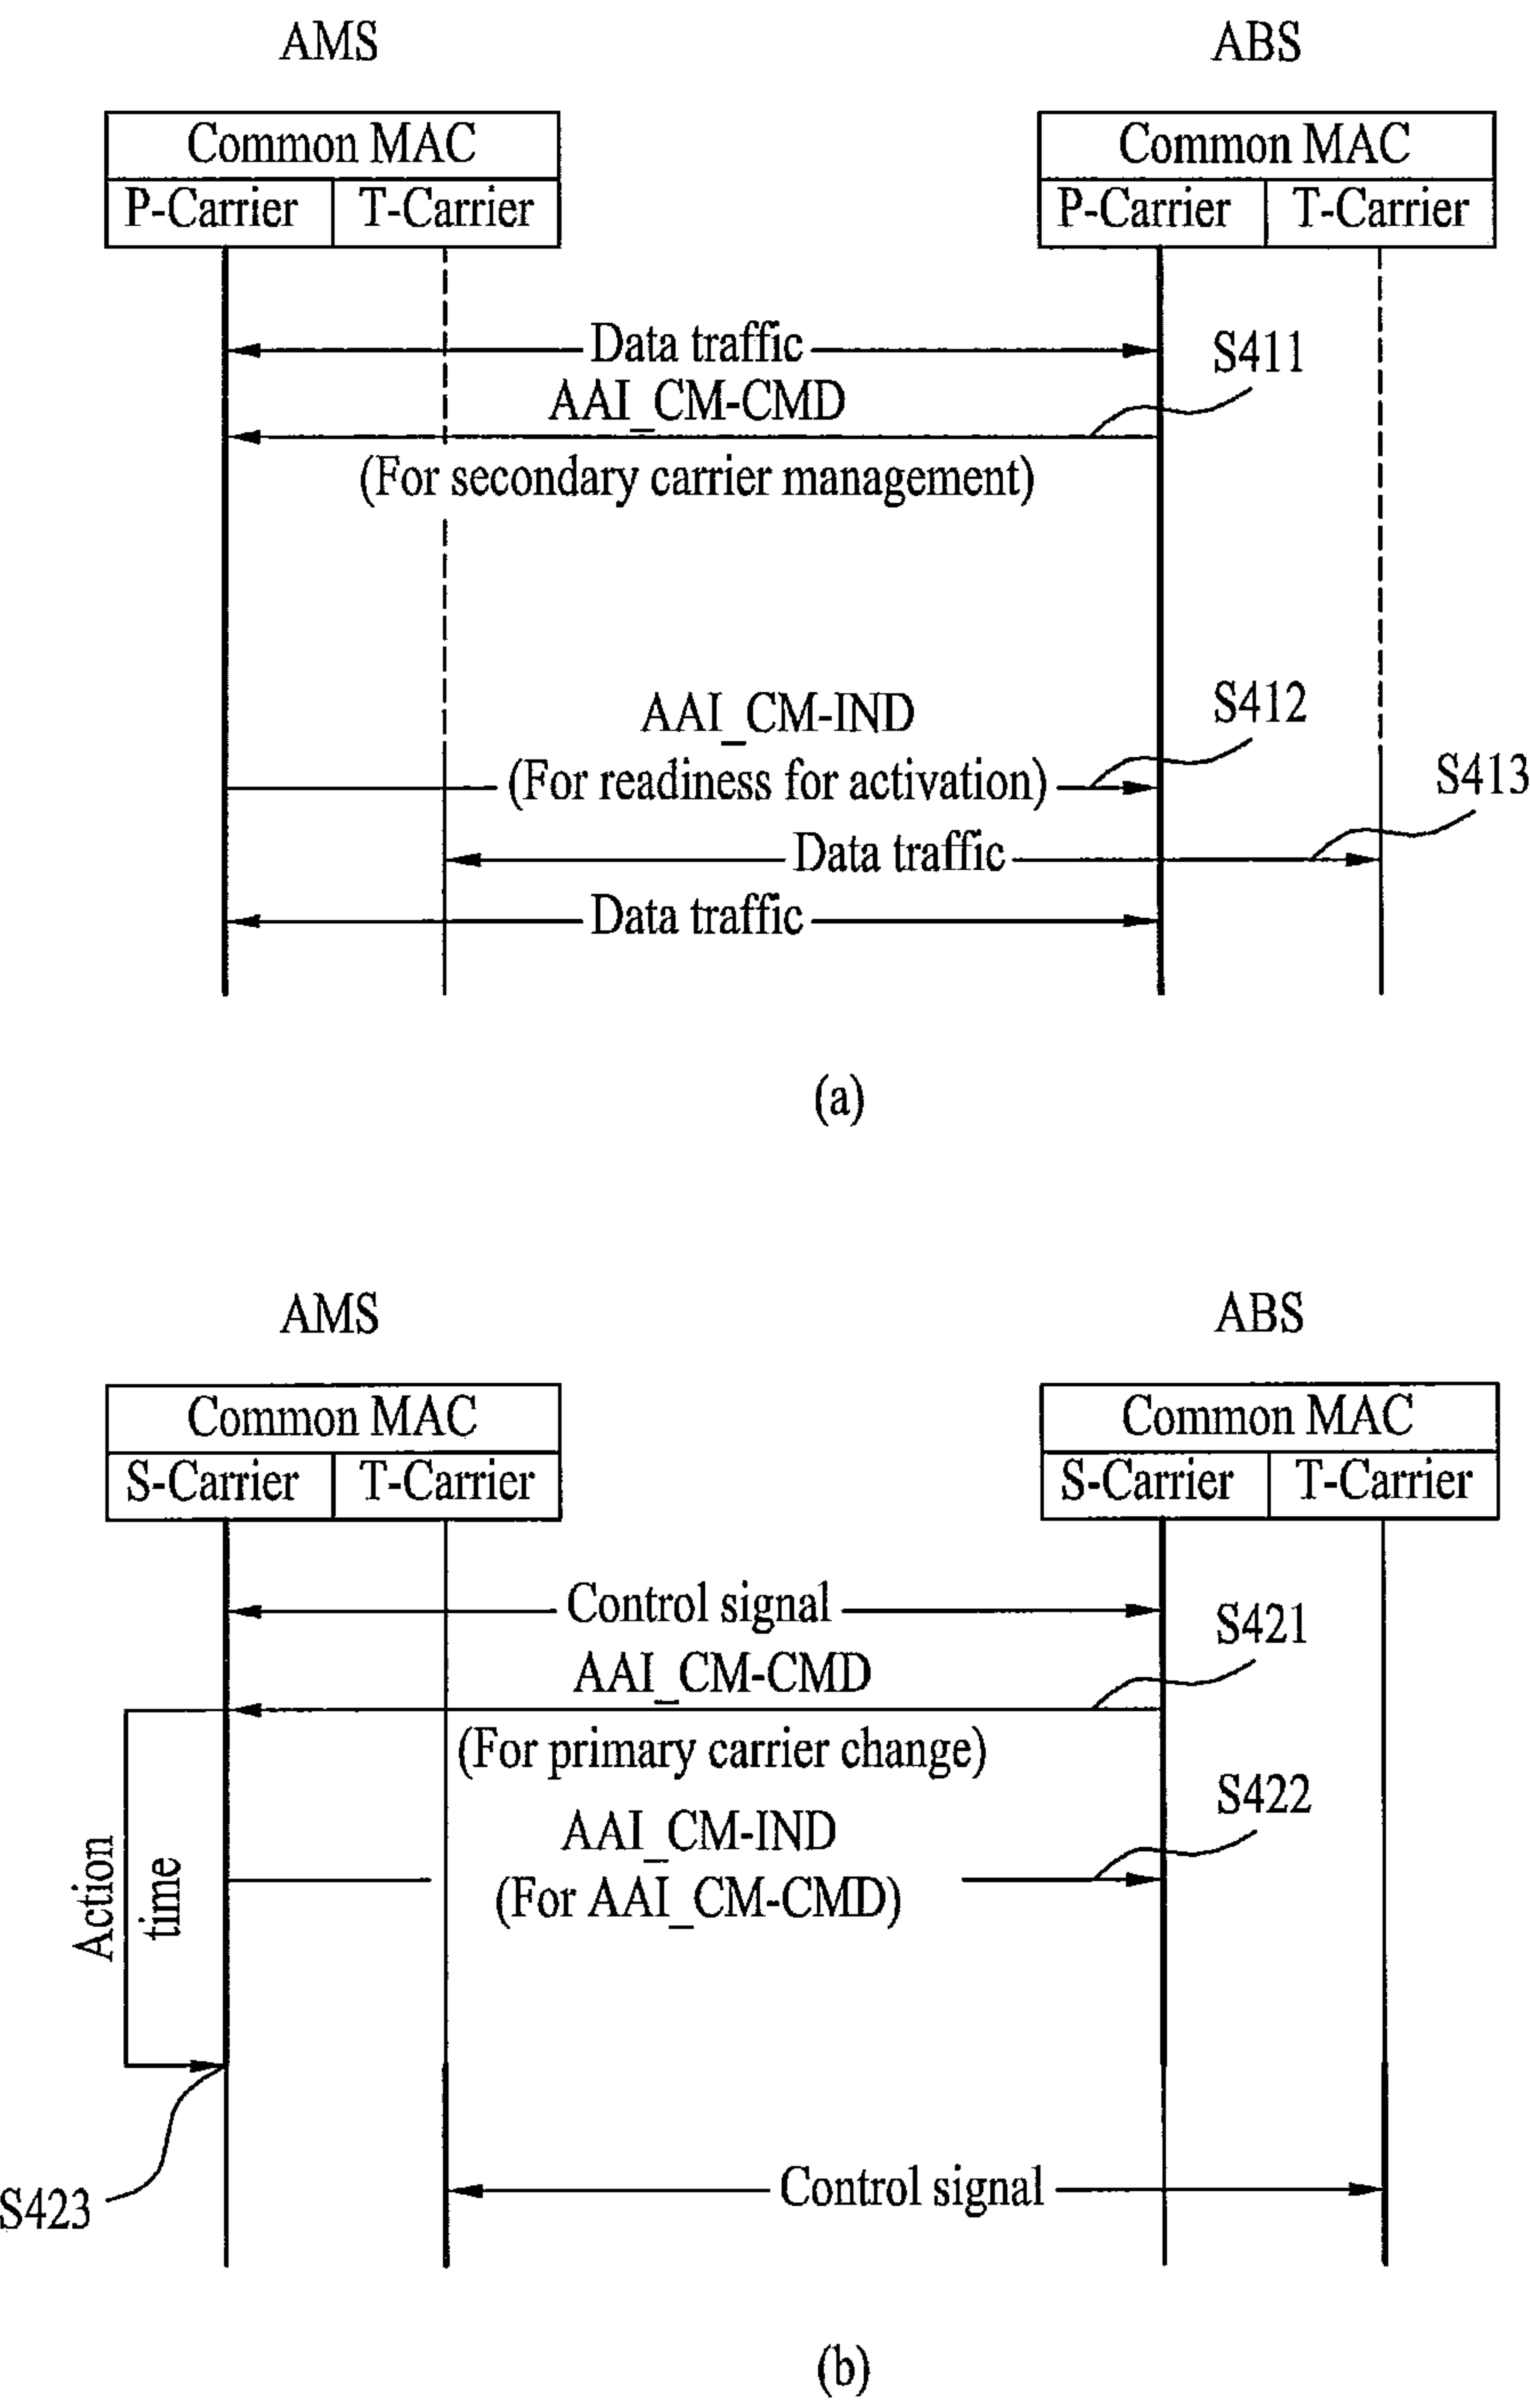 AMS
ABS
Common MAC
Common MAC
P-Carrier
T-Carrier
P-Carrier
T-Carrier
Data traffic
S411
AAI_CM-CMD
(For secondary carrier management)
S412
AAI_CM-IND
(For readiness for activation)
S413
Data traffic
Data traffic
(a)
AMS
ABS
Common MAC
Common MAC
S-Carrier
T-Carrier
S-Carrier
T-Carrier
Control signal
S421
AAI_CM-CMD
(For primary carrier change)
S422
AAI_CM-IND
(For AAI_CM-CMD)
Action
time
Control signal
S423
(b)